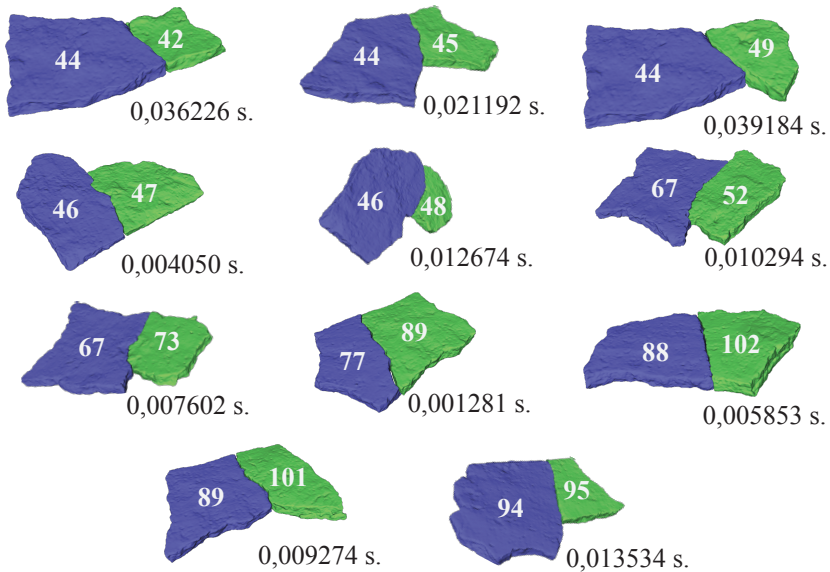 44 42
0,036226 s.
44 45
0,021192 s.
44 49
0,039184 s.
46 47
0,004050 s.
46 48
0,012674 s.
67 52
0,010294 s.
67 73
0,007602 s.
77 89
0,001281 s.
88 102
0,005853 s.
89 101
0,009274 s.
94 95
0,013534 s.